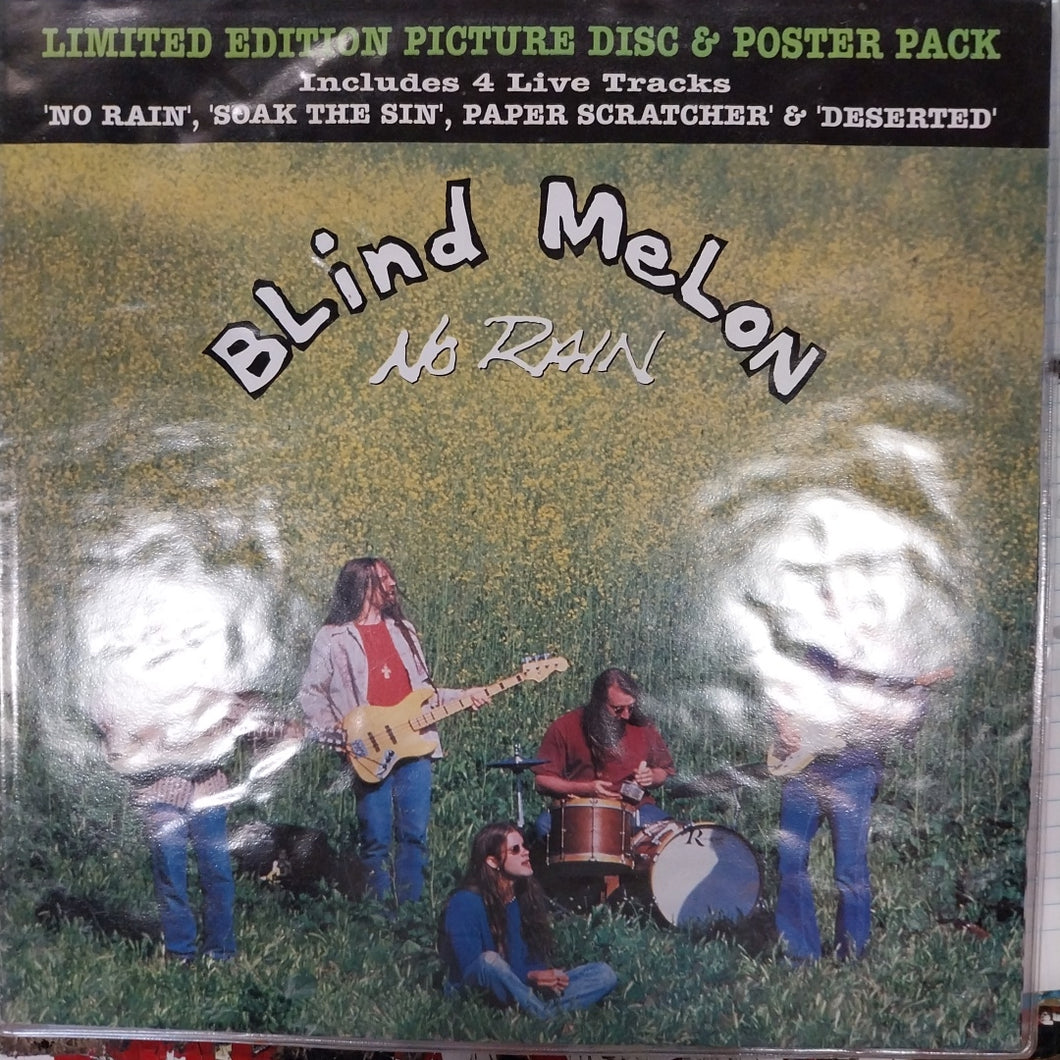 LIMITED EDITION PICTURE DISC & POSTER PACK
Includes 4 Live Tracks
'NO RAIN', 'SOAK THE SIN', PAPER SCRATCHER' & 'DESERTED'
BLind MeLoN
No RAIN
R